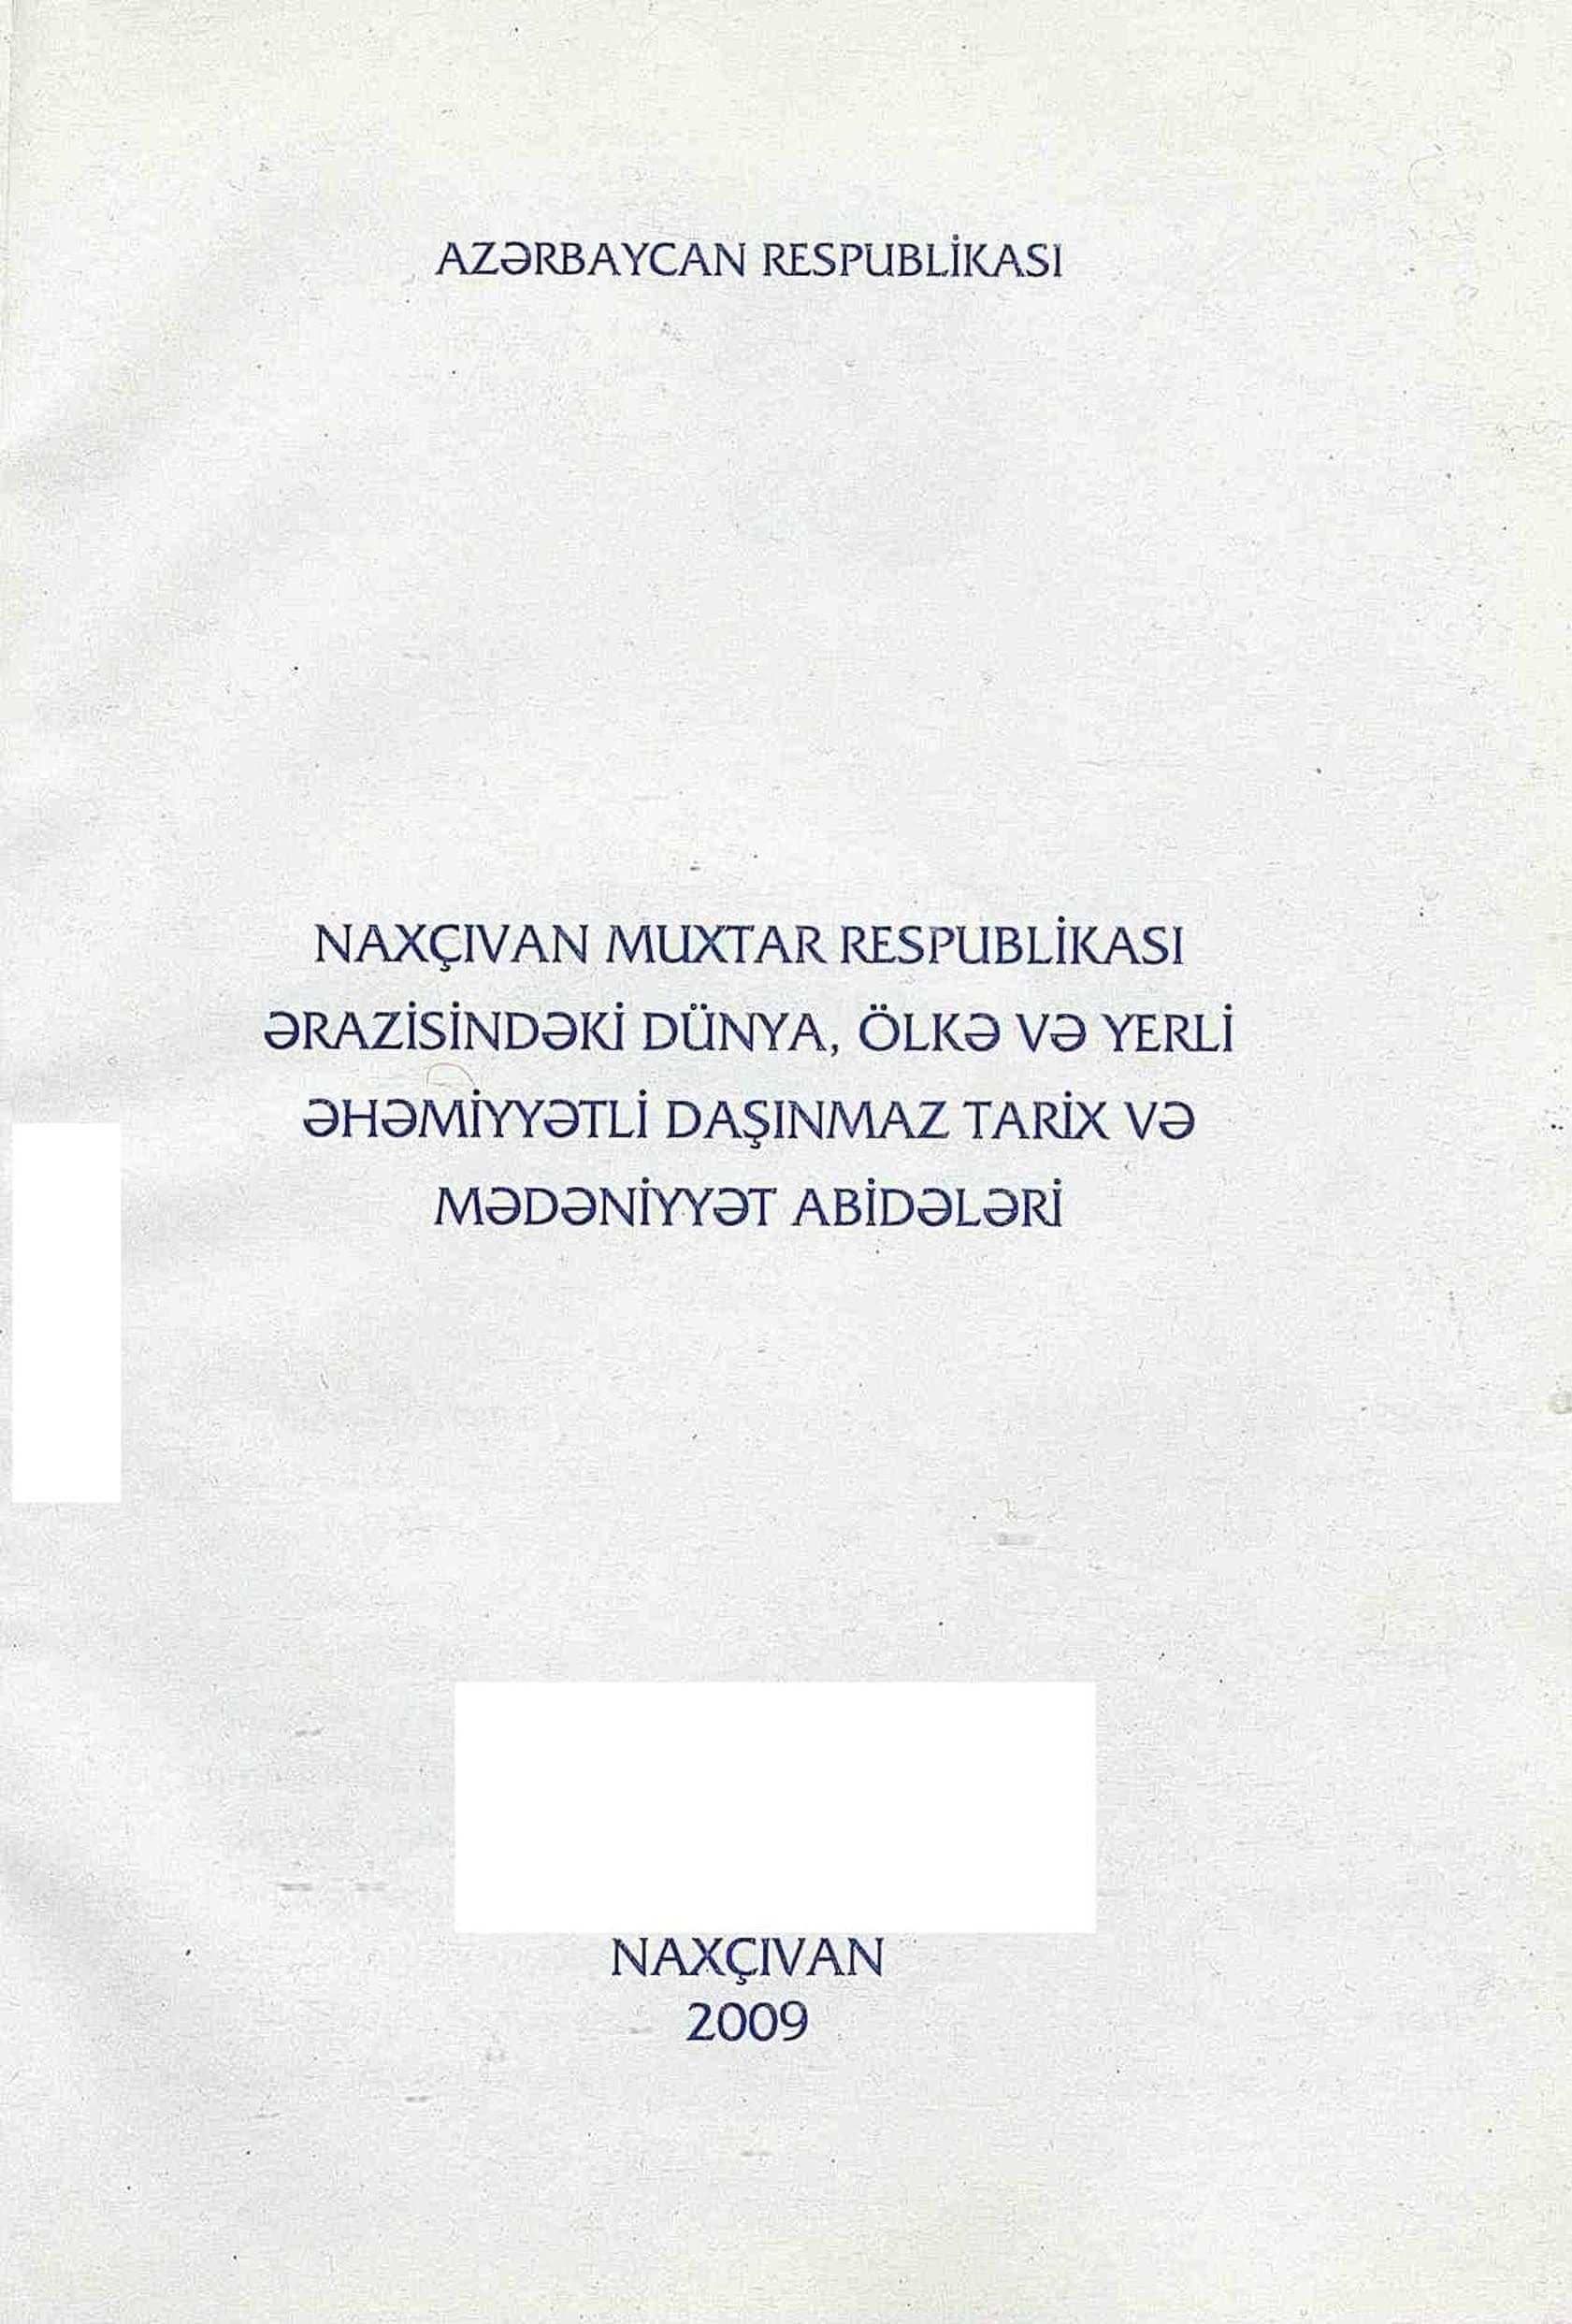 AZƏRBAYCAN RESPUBLİKASI
NAXÇIVAN MUXTAR RESPUBLİKASI
ƏRAZİSİNDƏKİ DÜNYA, ÖLKƏ VƏ YERLİ
ƏHƏMİYYƏTLİ DAŞINMAZ TARİX VƏ
MƏDƏNİYYƏT ABİDƏLƏRİ
NAXÇIVAN
2009